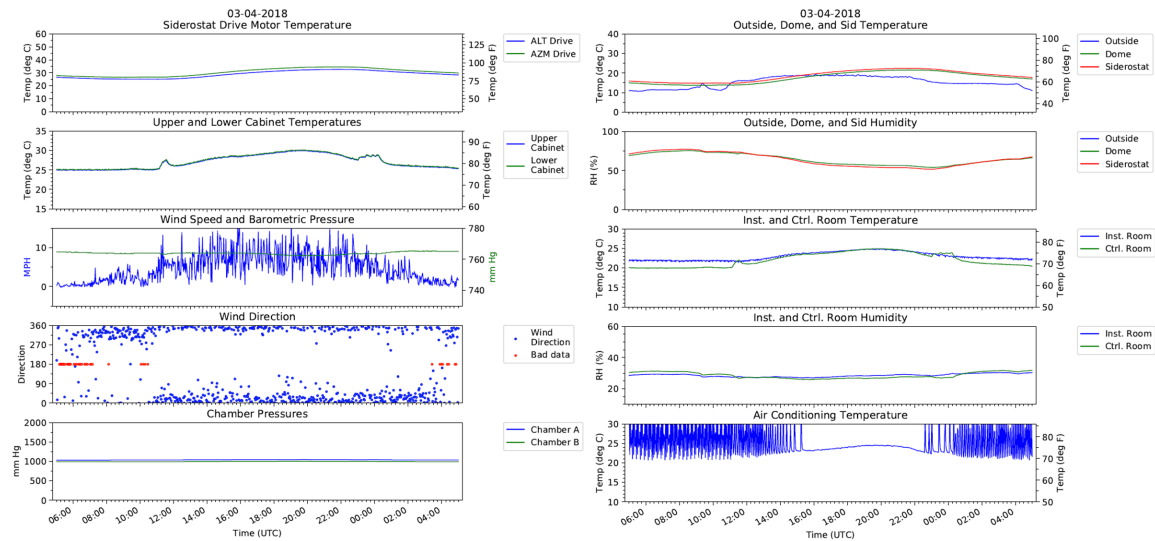 03-04-2018
Siderostat Drive Motor Temperature
60
50
40
30
20
10
0
Temp (deg C)
125
100
75
50
Temp (deg F)
ALT Drive
AZM Drive
Upper and Lower Cabinet Temperatures
35
30
25
20
15
Temp (deg C)
90
80
70
60
Temp (deg F)
Upper
Cabinet
Lower
Cabinet
Wind Speed and Barometric Pressure
10
0
MPH
780
760
740
mm Hg
Wind Direction
360
270
180
90
0
Direction
Wind
Direction
Bad data
Chamber Pressures
2000
1500
1000
500
0
mm Hg
Chamber A
Chamber B
06:00
08:00
10:00
12:00
14:00
16:00
18:00
20:00
22:00
00:00
02:00
04:00
Time (UTC)
03-04-2018
Outside, Dome, and Sid Temperature
40
30
20
10
0
Temp (deg C)
100
80
60
40
Temp (deg F)
Outside
Dome
Siderostat
Outside, Dome, and Sid Humidity
100
50
0
RH (%)
Outside
Dome
Siderostat
Inst. and Ctrl. Room Temperature
30
25
20
15
10
Temp (deg C)
80
70
60
50
Temp (deg F)
Inst. Room
Ctrl. Room
Inst. and Ctrl. Room Humidity
60
40
20
RH (%)
Inst. Room
Ctrl. Room
Air Conditioning Temperature
30
25
20
15
10
Temp (deg C)
80
70
60
50
Temp (deg F)
06:00
08:00
10:00
12:00
14:00
16:00
18:00
20:00
22:00
00:00
02:00
04:00
Time (UTC)